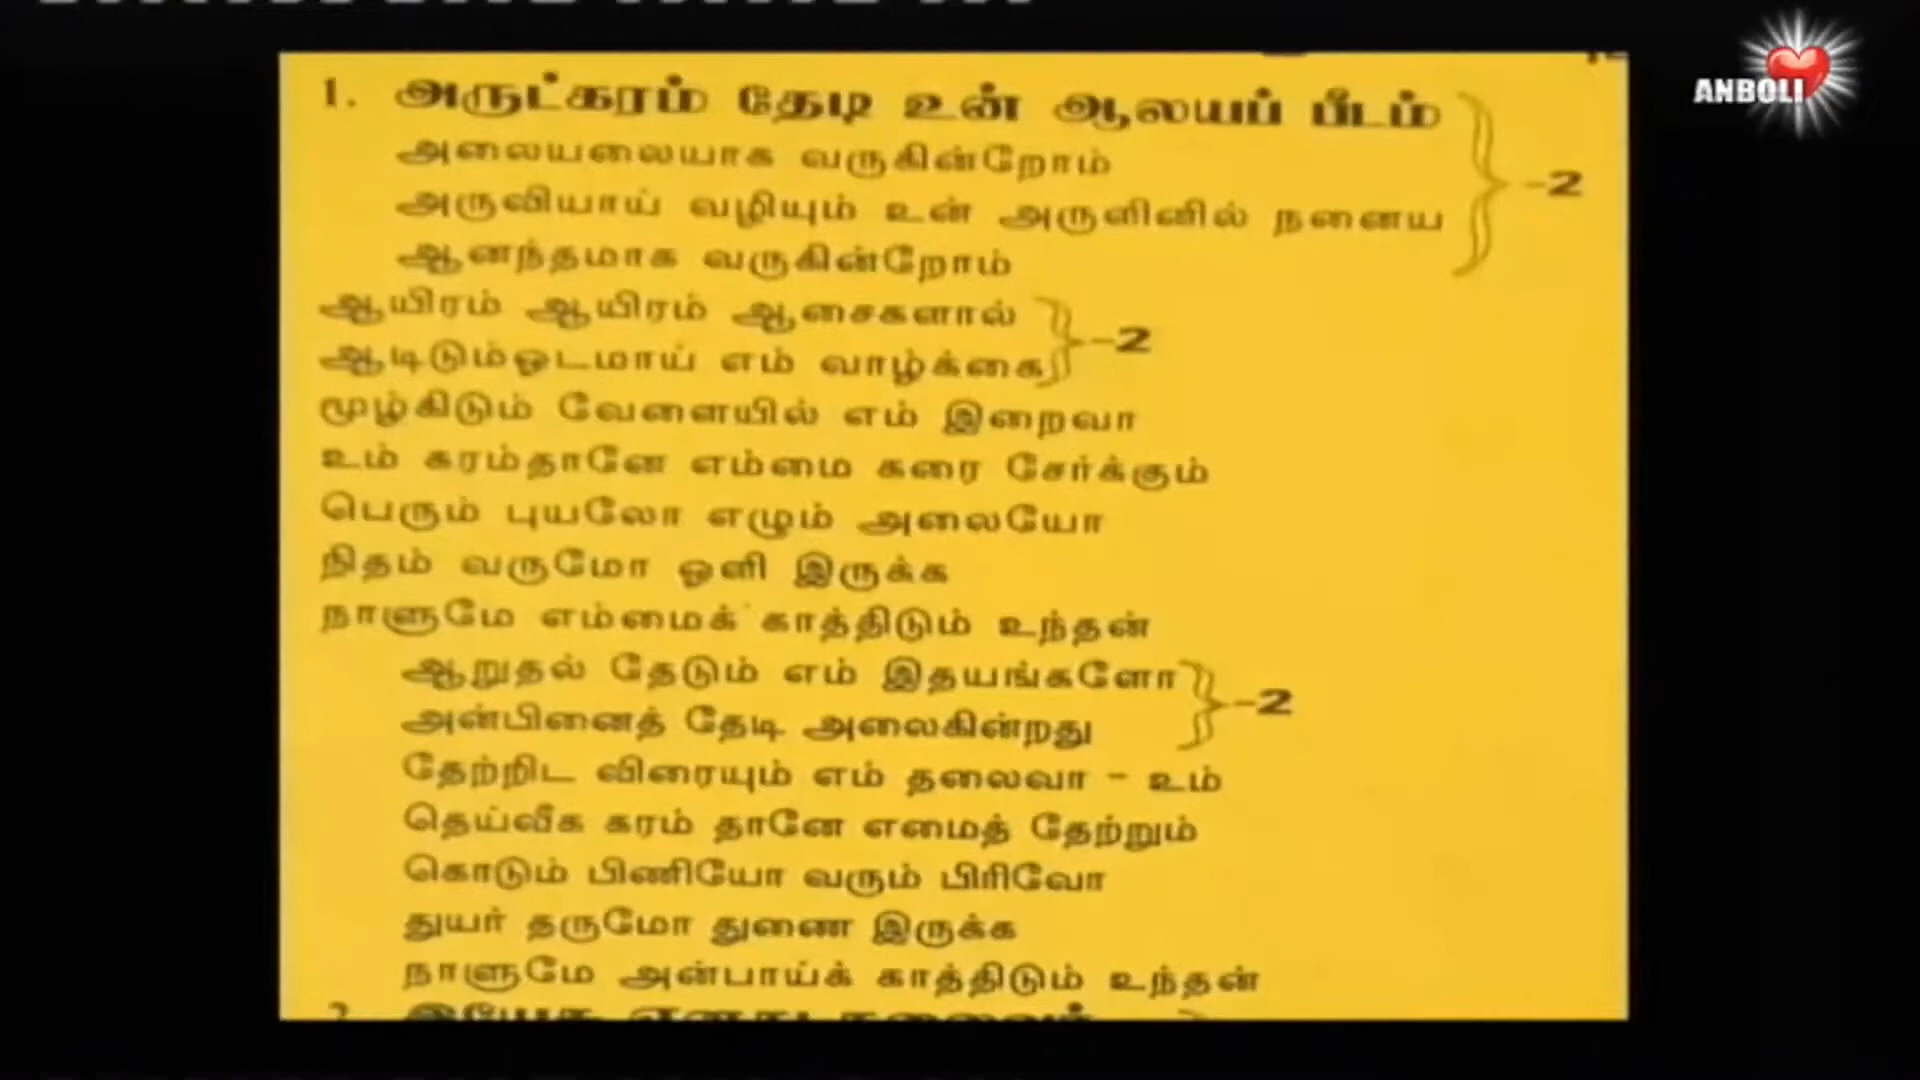 ANBOLI
1. அருட்கரம் தேடி உன் ஆலயப் பீடம்
அலையலையாக வருகின்றோம்
அருவியாய் வழியும் உன் அருளினில் நனைய
-2
ஆனந்தமாக வருகின்றோம்
ஆயிரம் ஆயிரம் ஆசைகளால்
ஆடிடும்ஓடமாய் எம் வாழ்க்கை
-2
மூழ்கிடும் வேளையில் எம் இறைவா
உம் கரம்தானே எம்மை கரை சேர்க்கும்
பெரும் புயலோ எழும் அலையோ
நிதம் வருமோ ஒளி இருக்க
நாளுமே எம்மைக் காத்திடும் உந்தன்
ஆறுதல் தேடும் எம் இதயங்களோ
அன்பினைத் தேடி அலைகின்றது
-2
தேற்றிட விரையும் எம் தலைவா - உம்
தெய்வீக கரம் தானே எமைத் தேற்றும்
கொடும் பிணியோ வரும் பிரிவோ
துயர் தருமோ துணை இருக்க
நாளுமே அன்பாய்க் காத்திடும் உந்தன்